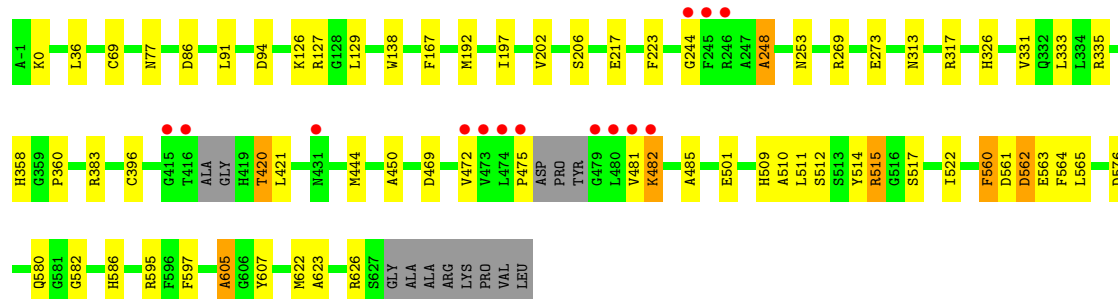 A-1 K0 L36 C69 N77 D86 L91 D94 K126 R127 G128 L129 W138 F167 M192 I197 V202 S206 E217 F223 G244 F245 R246 A247 A248 N253 R269 E273 N313 R317 H326 V331 Q332 L333 L334 R335
H358 G359 P360 R383 C396 G415 T416 ALA GLY H419 T420 L421 N431 M444 A450 D469 V472 V473 L474 P475 ASP PRO TYR G479 L480 V481 K482 A485 E501 H509 A510 L511 S512 S513 Y514 R515 G516 S517 I522 F560 D561 D562 E563 F564 L565 D576
Q580 G581 G582 H586 R595 F596 F597 A605 G606 Y607 M622 A623 R626 S627 GLY ALA ALA ARG LYS PRO VAL LEU